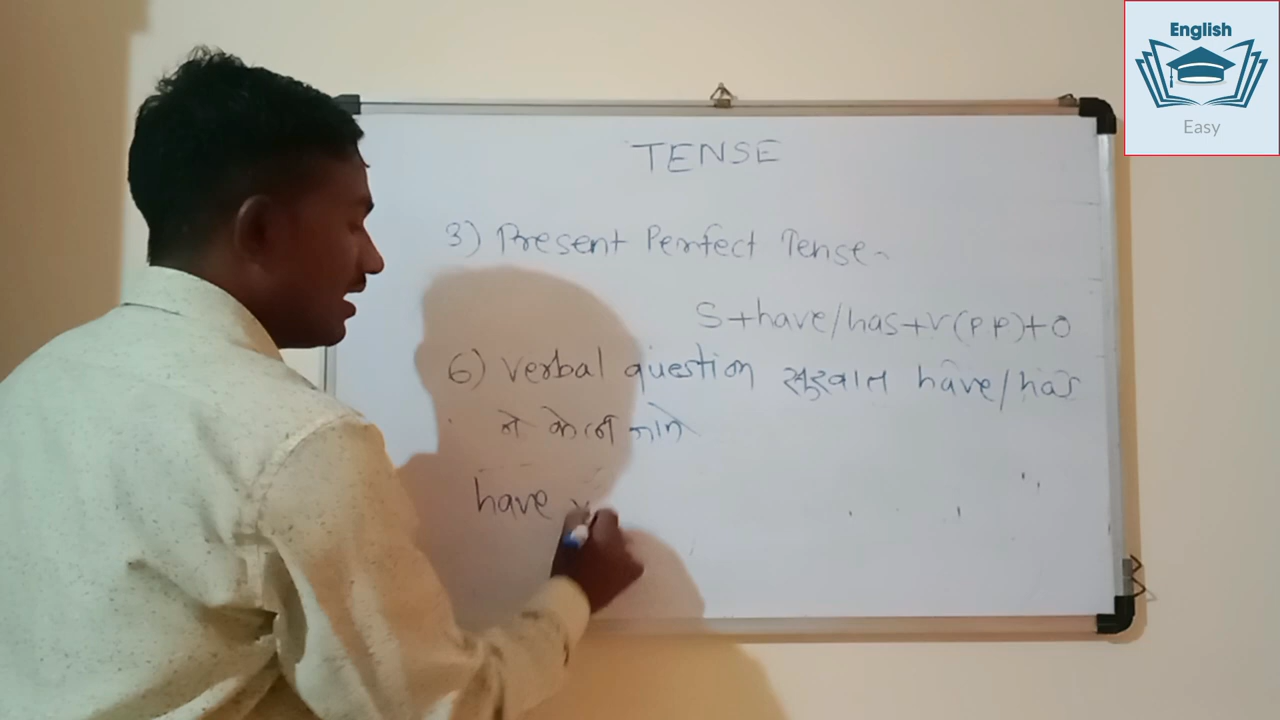 English
Easy
TENSE
3) Present Perfect Tense-
S+have/has+V(PP)+O
6) Verbal question सुरुवात have/has
ने केली जाते
have